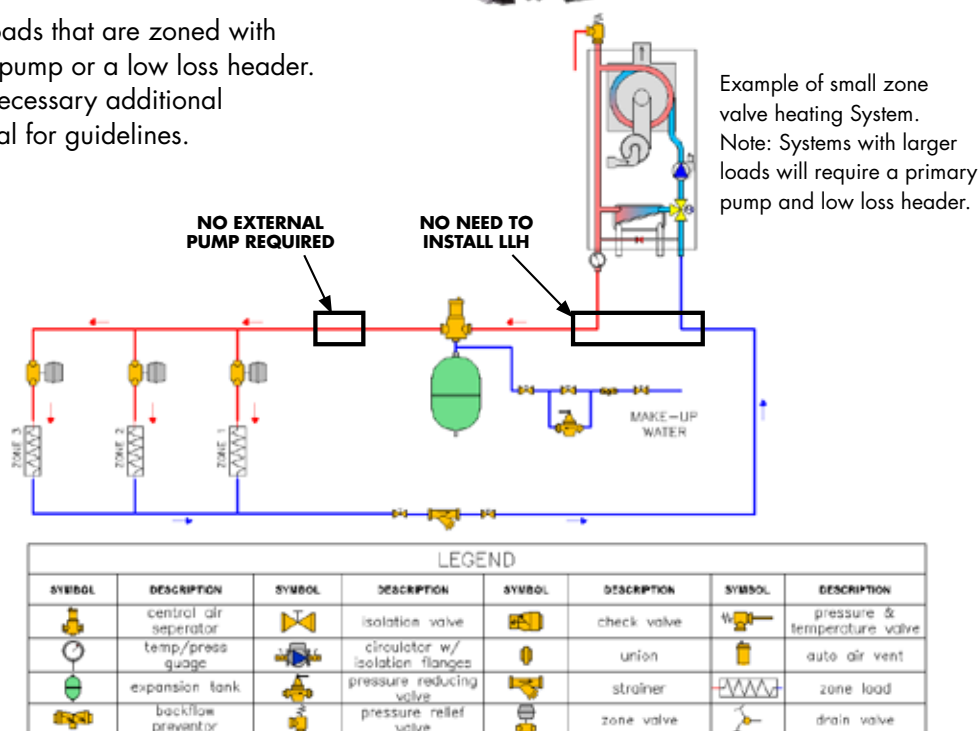 oads that are zoned with
pump or a low loss header.
ecessary additional
al for guidelines.
Example of small zone
valve heating System.
Note: Systems with larger
loads will require a primary
pump and low loss header.
NO EXTERNAL
PUMP REQUIRED
NO NEED TO
INSTALL LLH
MAKE-UP
WATER
ZONE 3
ZONE 2
ZONE 1
LEGEND
SYMBOL DESCRIPTION SYMBOL DESCRIPTION SYMBOL DESCRIPTION SYMBOL DESCRIPTION
central air
seperator
isolation valve
check valve
pressure &
temperature valve
temp/press
guage
circulator w/
isolation flanges
union
auto air vent
expansion tank
pressure reducing
valve
strainer
zone load
backflow
preventor
pressure relief
valve
zone valve
drain valve